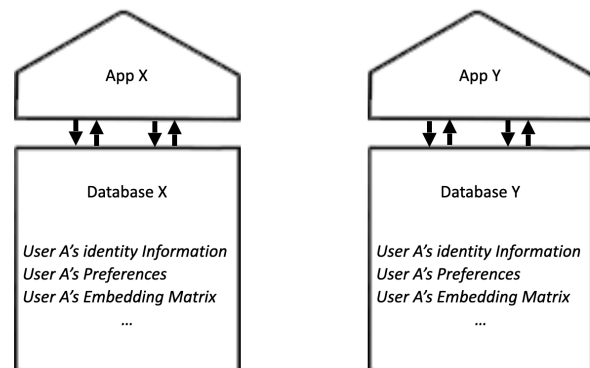 App X
App Y
Database X
Database Y
User A's identity Information
User A's Preferences
User A's Embedding Matrix
...
User A's identity Information
User A's Preferences
User A's Embedding Matrix
...